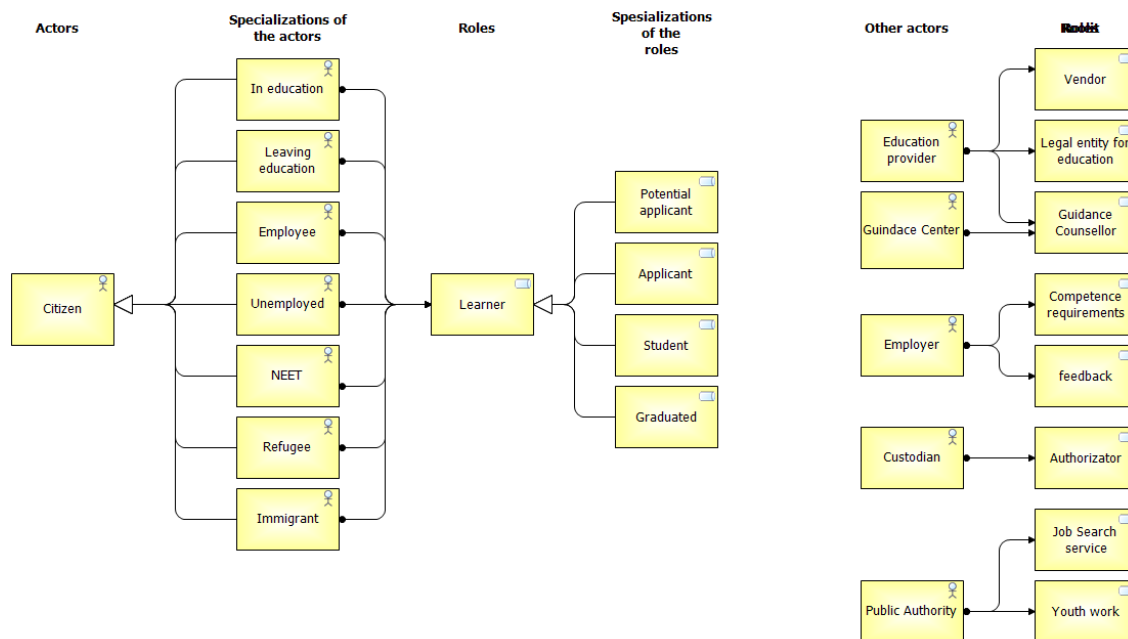 Actors
Specializations of
the actors
Roles
Spesializations
of the
roles
Other actors
In education
Leaving
education
Employee
Unemployed
NEET
Refugee
Immigrant
Citizen
Learner
Potential
applicant
Applicant
Student
Graduated
Education
provider
Guindace Center
Employer
Custodian
Public Authority
Vendor
Legal entity for
education
Guidance
Counsellor
Competence
requirements
feedback
Authorizator
Job Search
service
Youth work